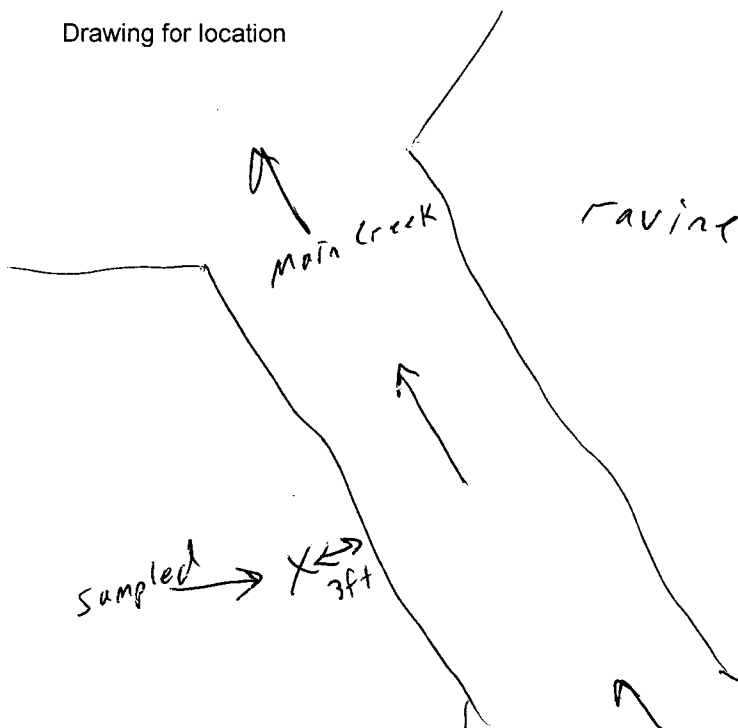 Drawing for location
ravine
Main Creek
sampled
X
3ft